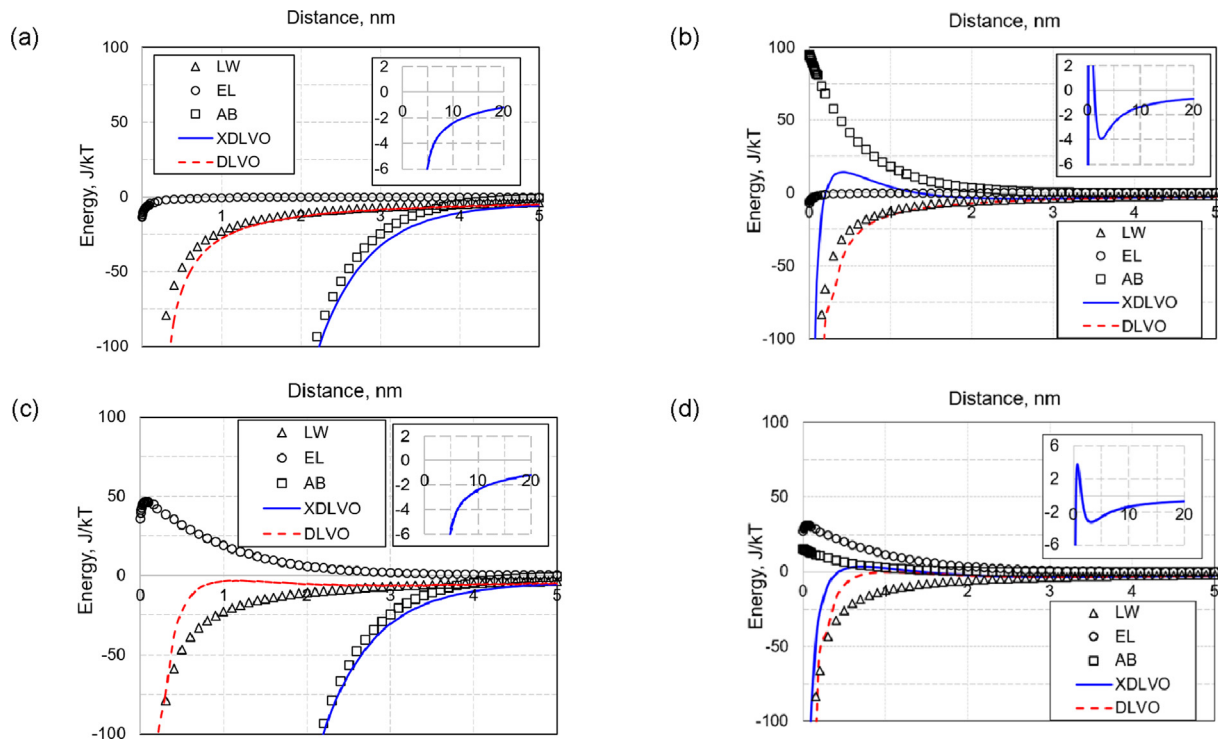 Distance, nm
(a)
100
50
0
-50
-100
Energy, J/kT
0 1 2 3 4 5
LW
EL
AB
XDLVO
DLVO
2
0
-2
-4
-6
0 10 20
Distance, nm
(b)
100
50
0
-50
-100
Energy, J/kT
0 1 2 3 4 5
2
0
-2
-4
-6
0 10 20
LW
EL
AB
XDLVO
DLVO
Distance, nm
(c)
100
50
0
-50
-100
Energy, J/kT
0 1 2 3 4 5
LW
EL
AB
XDLVO
DLVO
2
0
-2
-4
-6
0 10 20
Distance, nm
(d)
100
50
0
-50
-100
Energy, J/kT
0 1 2 3 4 5
6
2
-2
-6
0 10 20
LW
EL
AB
XDLVO
DLVO